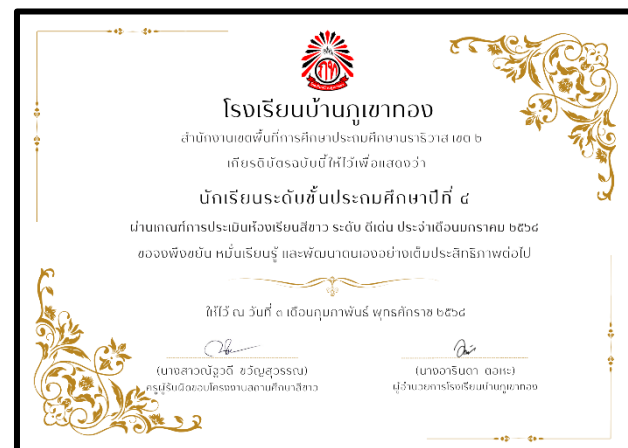 โรงเรียนบ้านภูเขาทอง
สำนักงานเขตพื้นที่การศึกษาประถมศึกษานราธิวาส เขต ๒
เกียรติบัตรฉบับนี้ให้ไว้เพื่อแสดงว่า
นักเรียนระดับชั้นประถมศึกษาปีที่ ๔
ผ่านเกณฑ์การประเมินห้องเรียนสีขาว ระดับ ดีเด่น ประจำเดือนมกราคม ๒๕๖๘
ขอจงพึงขยัน หมั่นเรียนรู้ และพัฒนาตนเองอย่างเต็มประสิทธิภาพต่อไป
ให้ไว้ ณ วันที่ ๓ เดือนกุมภาพันธ์ พุทธศักราช ๒๕๖๘
(นางสาวณัฐวดี ขวัญสุวรรณ)
ครูผู้รับผิดชอบโครงงานสถานศึกษาสีขาว
(นางอารินดา ตอเหะ)
ผู้อำนวยการโรงเรียนบ้านภูเขาทอง